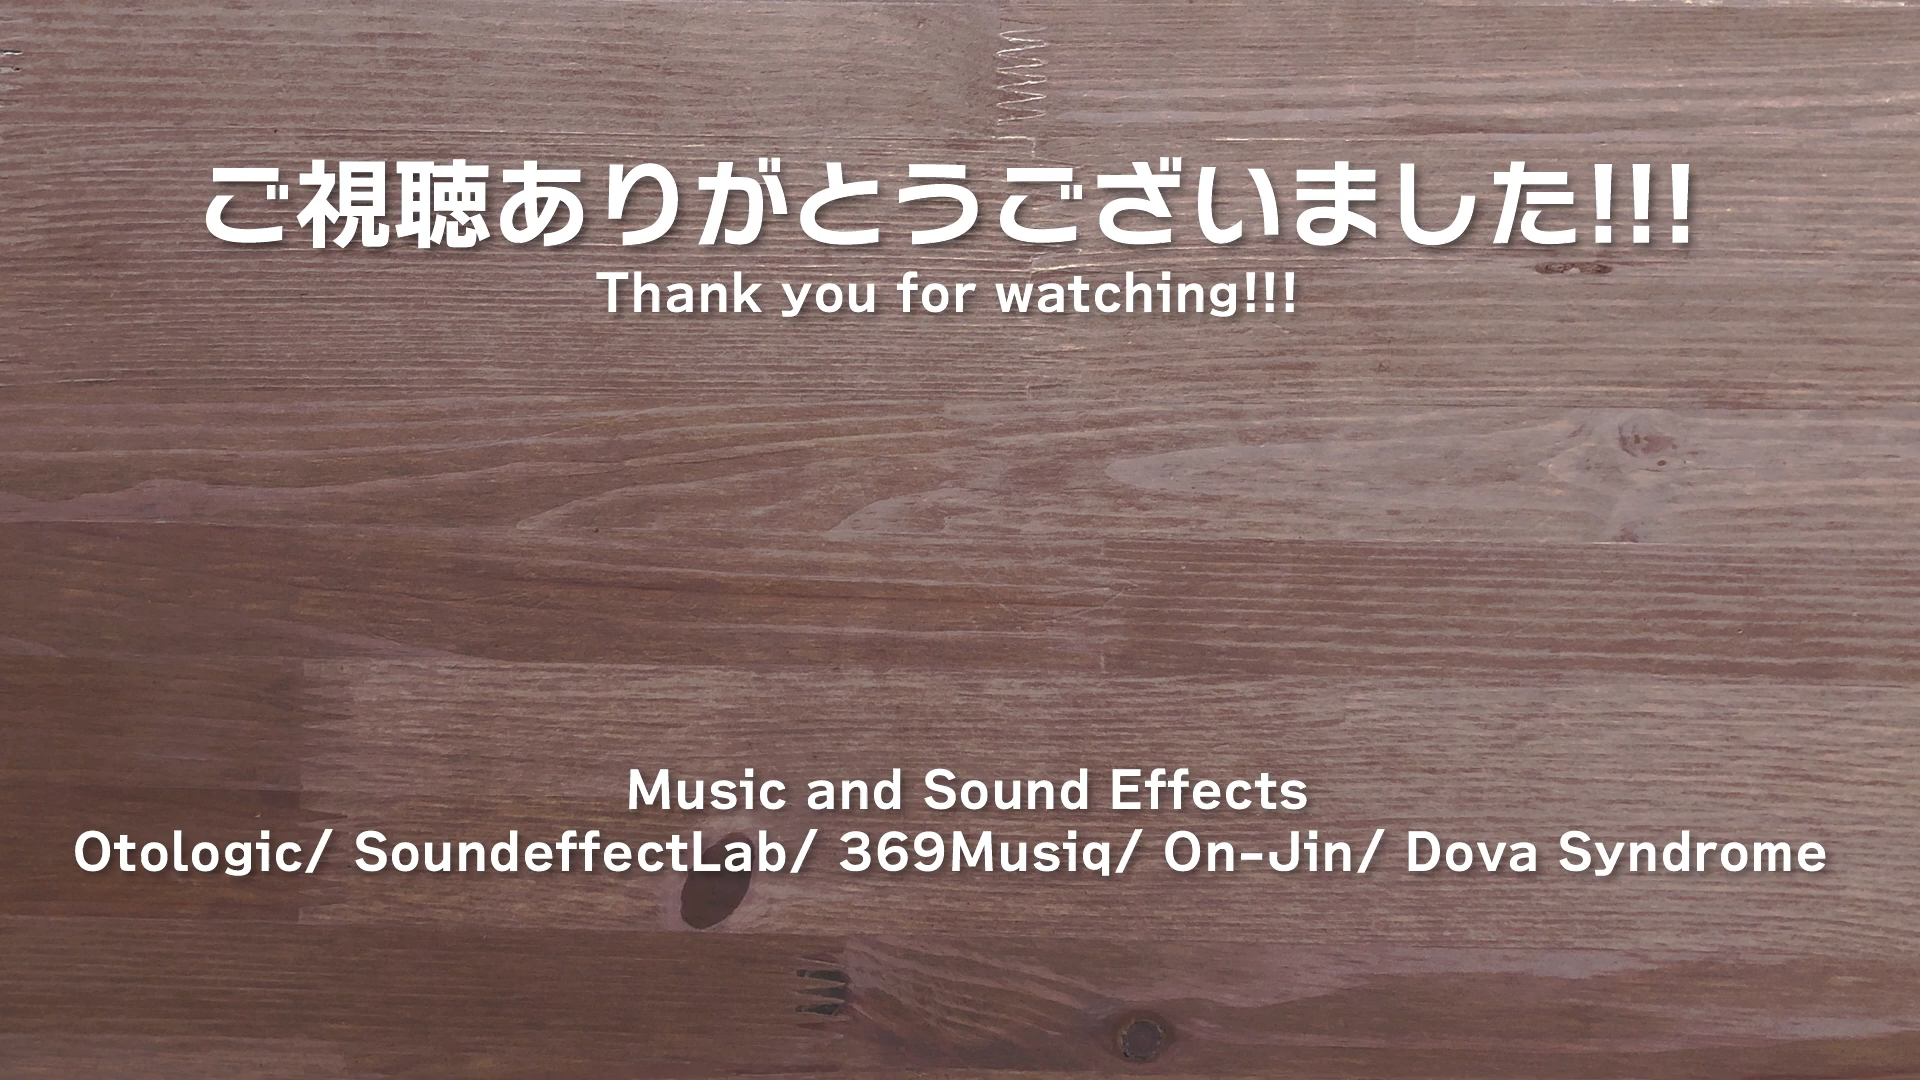 ご視聴ありがとうございました!!!
Thank you for watching!!!
Music and Sound Effects
Otologic/ SoundeffectLab/ 369Musiq/ On-Jin/ Dova Syndrome